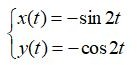 x(t) = −sin 2t
y(t) = −cos 2t